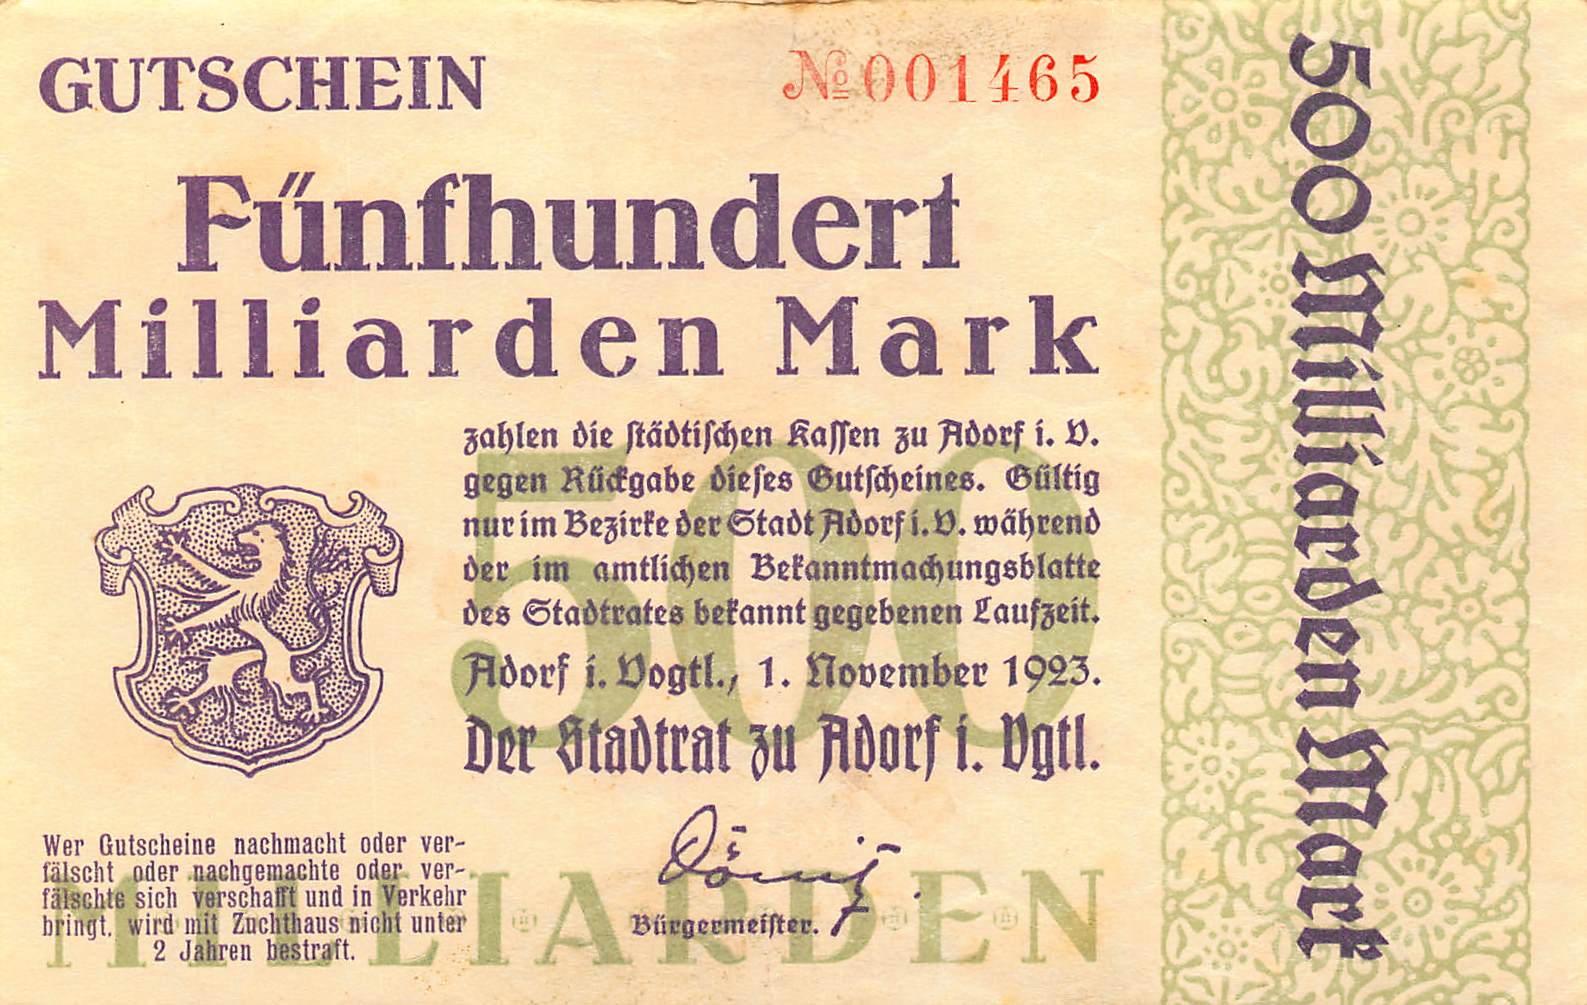 GUTSCHEIN
№ 001465
Fünfhundert
Milliarden Mark
zahlen die städtischen Kassen zu Adorf i. V.
gegen Rückgabe dieses Gutscheines. Gültig
nur im Bezirke der Stadt Adorf i. V. während
der im amtlichen Bekanntmachungsblatte
des Stadtrates bekannt gegebenen Laufzeit.
Adorf i. Vogtl., 1. November 1923.
Der Stadtrat zu Adorf i. Vgtl.
Bürgermeister.
Wer Gutscheine nachmacht oder ver-
fälscht oder nachgemachte oder ver-
fälschte sich verschafft und in Verkehr
bringt, wird mit Zuchthaus nicht unter
2 Jahren bestraft.
500
MILLIARDEN
500 Milliarden Mark